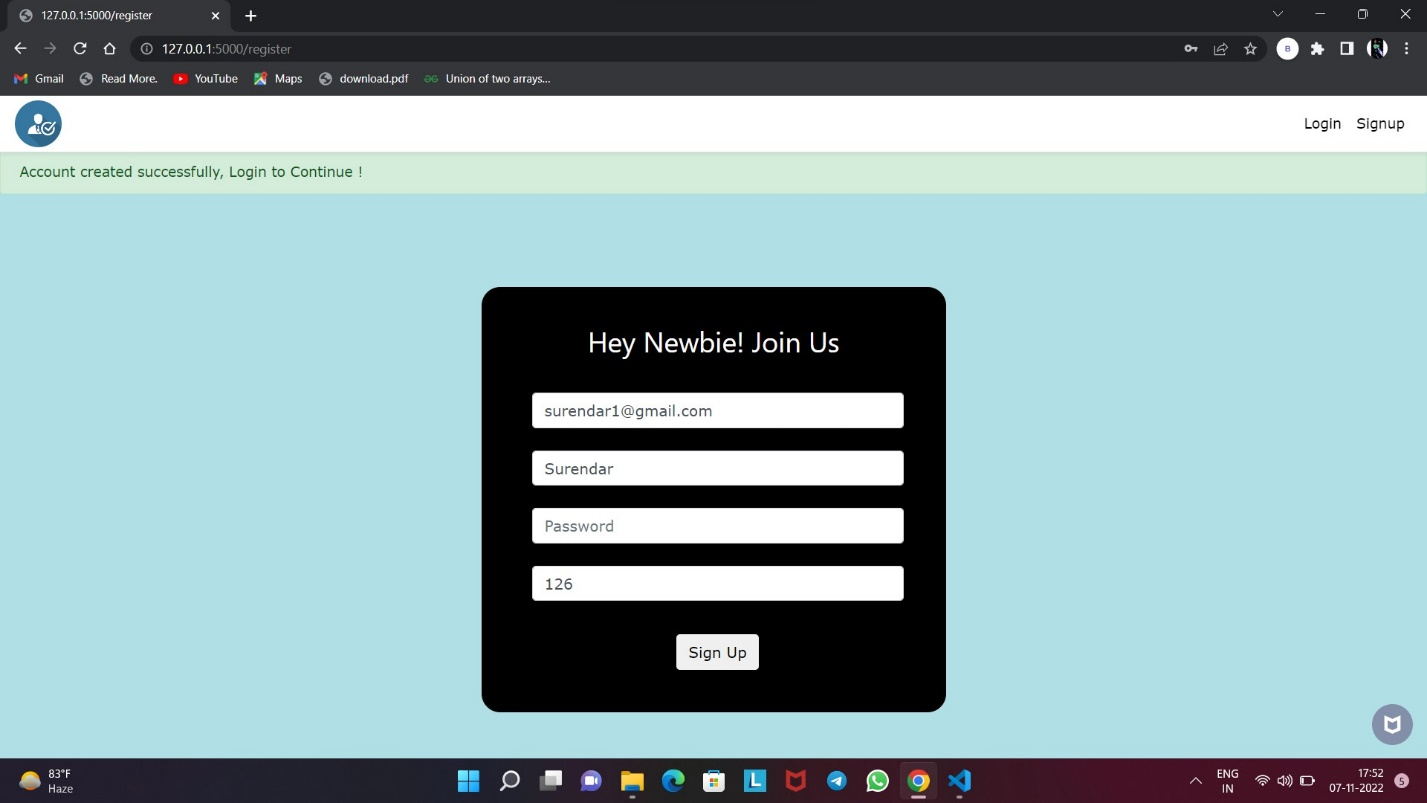 127.0.0.1:5000/register
127.0.0.1:5000/register
B
Gmail Read More. YouTube Maps download.pdf Union of two arrays...
Login Signup
Account created successfully, Login to Continue !
Hey Newbie! Join Us
surendar1@gmail.com
Surendar
Password
126
Sign Up
83°F
Haze
L
ENG
IN
17:52
07-11-2022
5